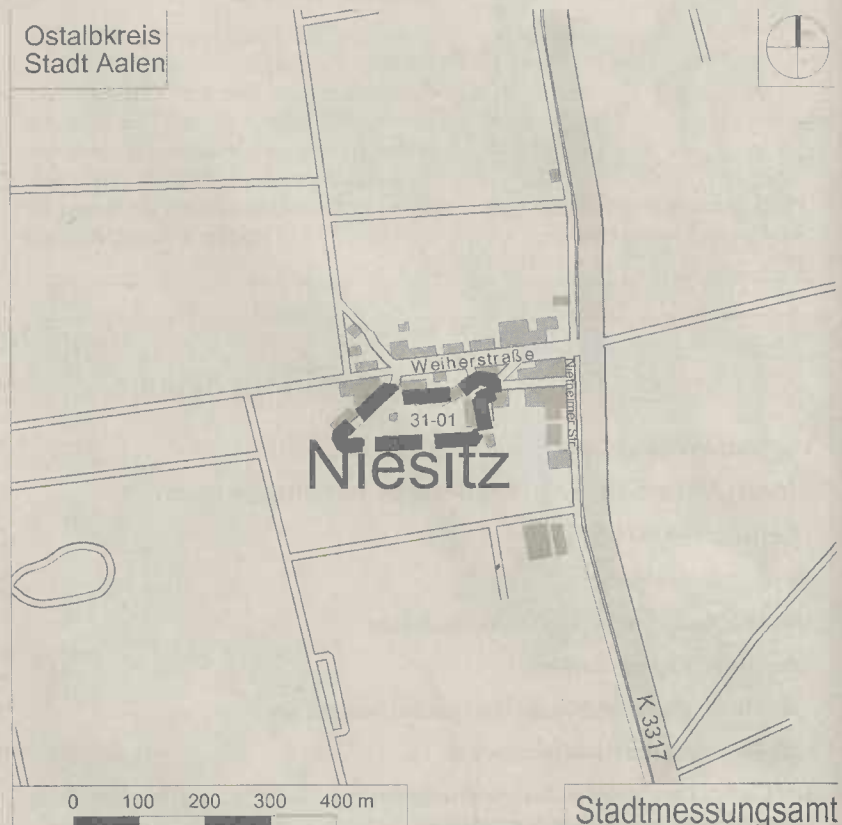 Ostalbkreis
Stadt Aalen
Weiherstraße
31-01
Niesitz
K 3317
0 100 200 300 400 m
Stadtmessungsamt